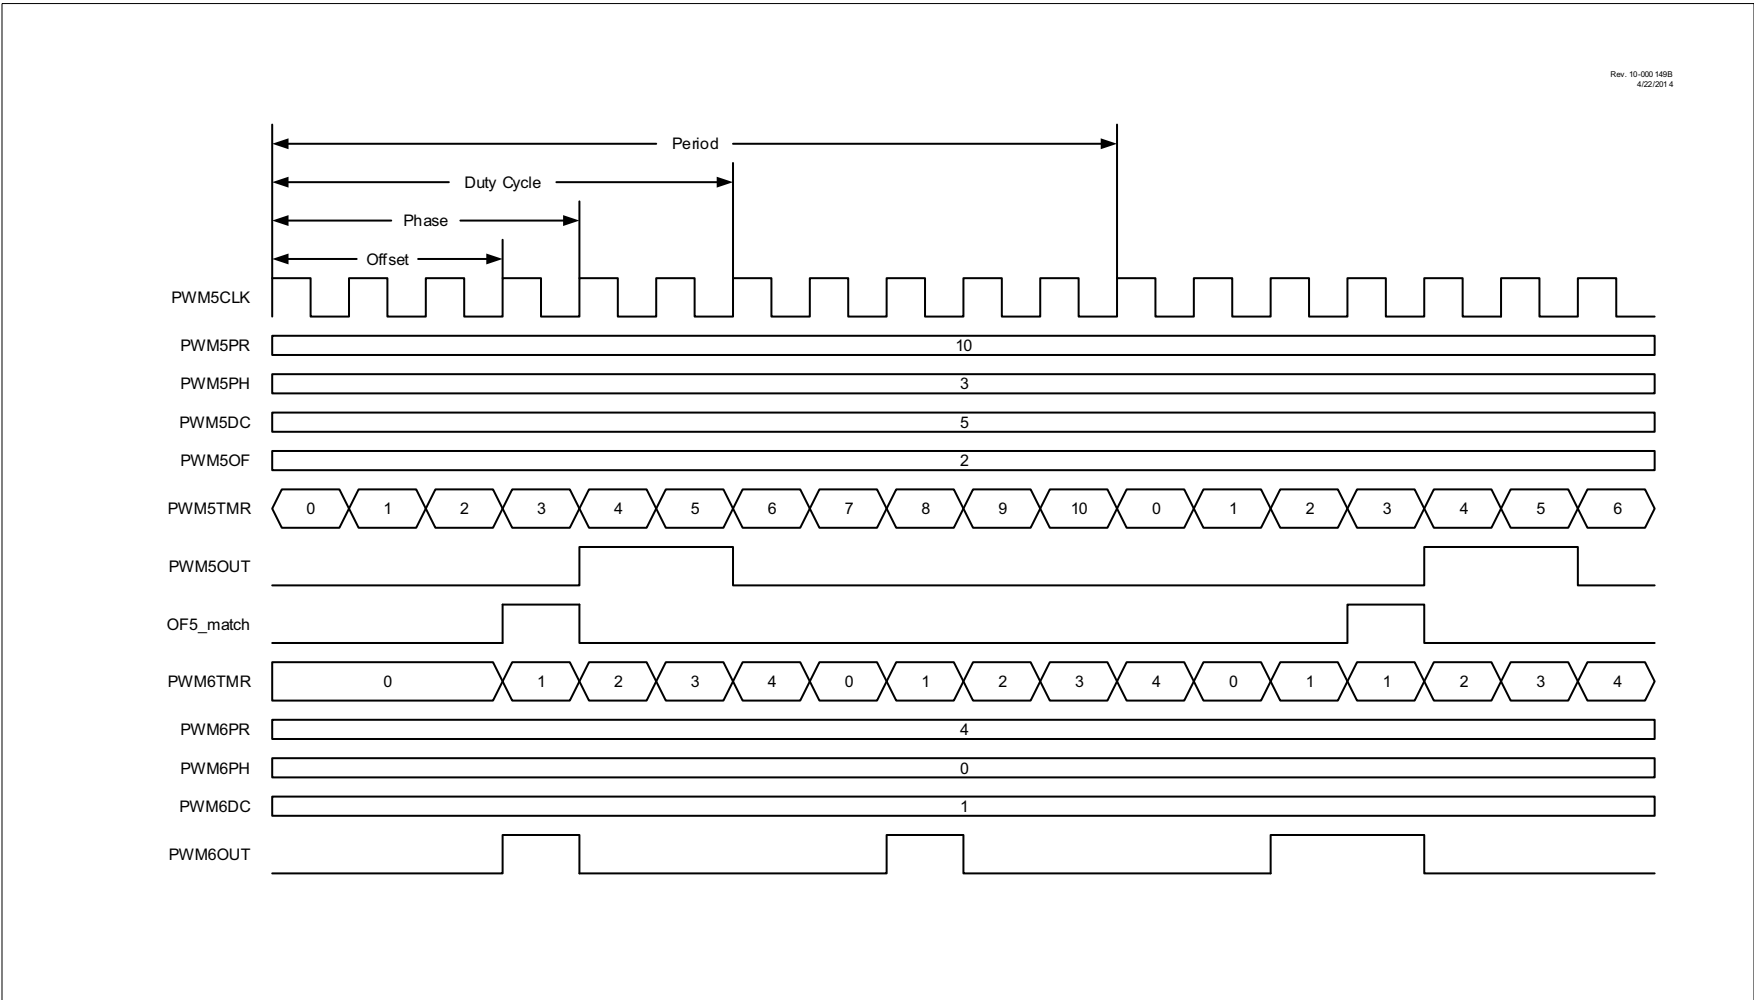 Rev. 10-000 149B
4/22/201 4
Period
Duty Cycle
Phase
Offset
PWM5CLK
PWM5PR 10
PWM5PH 3
PWM5DC 5
PWM5OF 2
PWM5TMR 0 1 2 3 4 5 6 7 8 9 10 0 1 2 3 4 5 6
PWM5OUT
OF5_match
PWM6TMR 0 1 2 3 4 0 1 2 3 4 0 1 1 2 3 4
PWM6PR 4
PWM6PH 0
PWM6DC 1
PWM6OUT